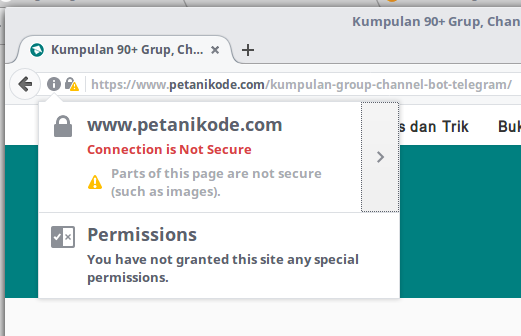 Kumpulan 90+ Grup, Chan
Kumpulan 90+ Grup, Ch...
https://www.petanikode.com/kumpulan-group-channel-bot-telegram/
www.petanikode.com
s dan Trik
Buk
Connection is Not Secure
Parts of this page are not secure
(such as images).
Permissions
You have not granted this site any special
permissions.